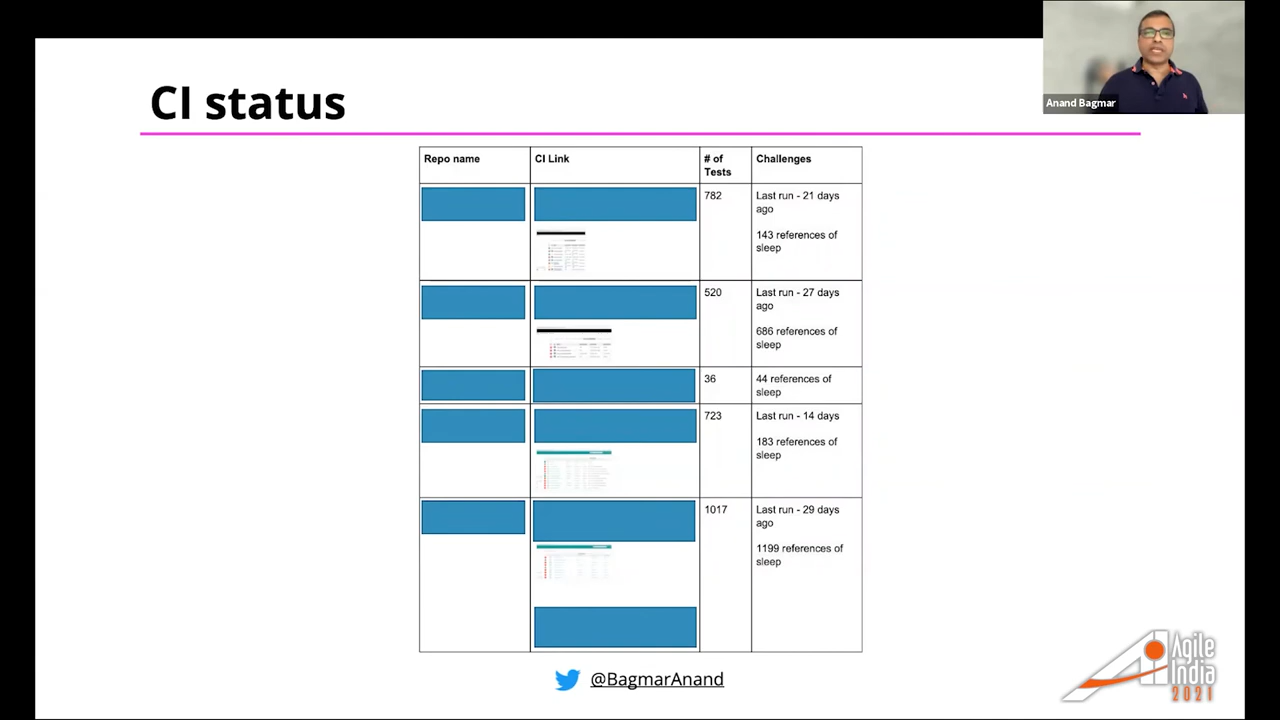 Anand Bagmar
CI status
Repo name
CI Link
# of
Tests
Challenges
782
Last run - 21 days
ago
143 references of
sleep
520
Last run - 27 days
ago
686 references of
sleep
36
44 references of
sleep
723
Last run - 14 days
183 references of
sleep
1017
Last run - 29 days
ago
1199 references of
sleep
@BagmarAnand
Agile
India
2021